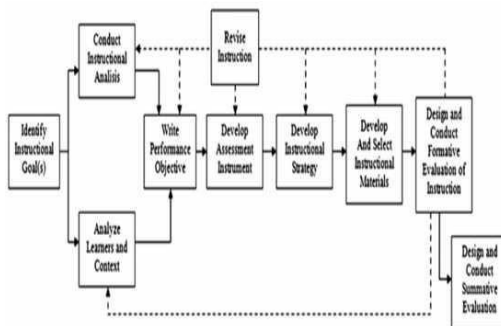 Conduct
Instructional
Analisis
Revise
Instruction
Identify
Instructional
Goal(s)
Write
Performance
Objective
Develop
Assessment
Instrument
Develop
Instructional
Strategy
Develop
And Select
Instructional
Materials
Design and
Conduct
Formative
Evaluation of
Instruction
Analyze
Learners and
Context
Design and
Conduct
Summative
Evaluation